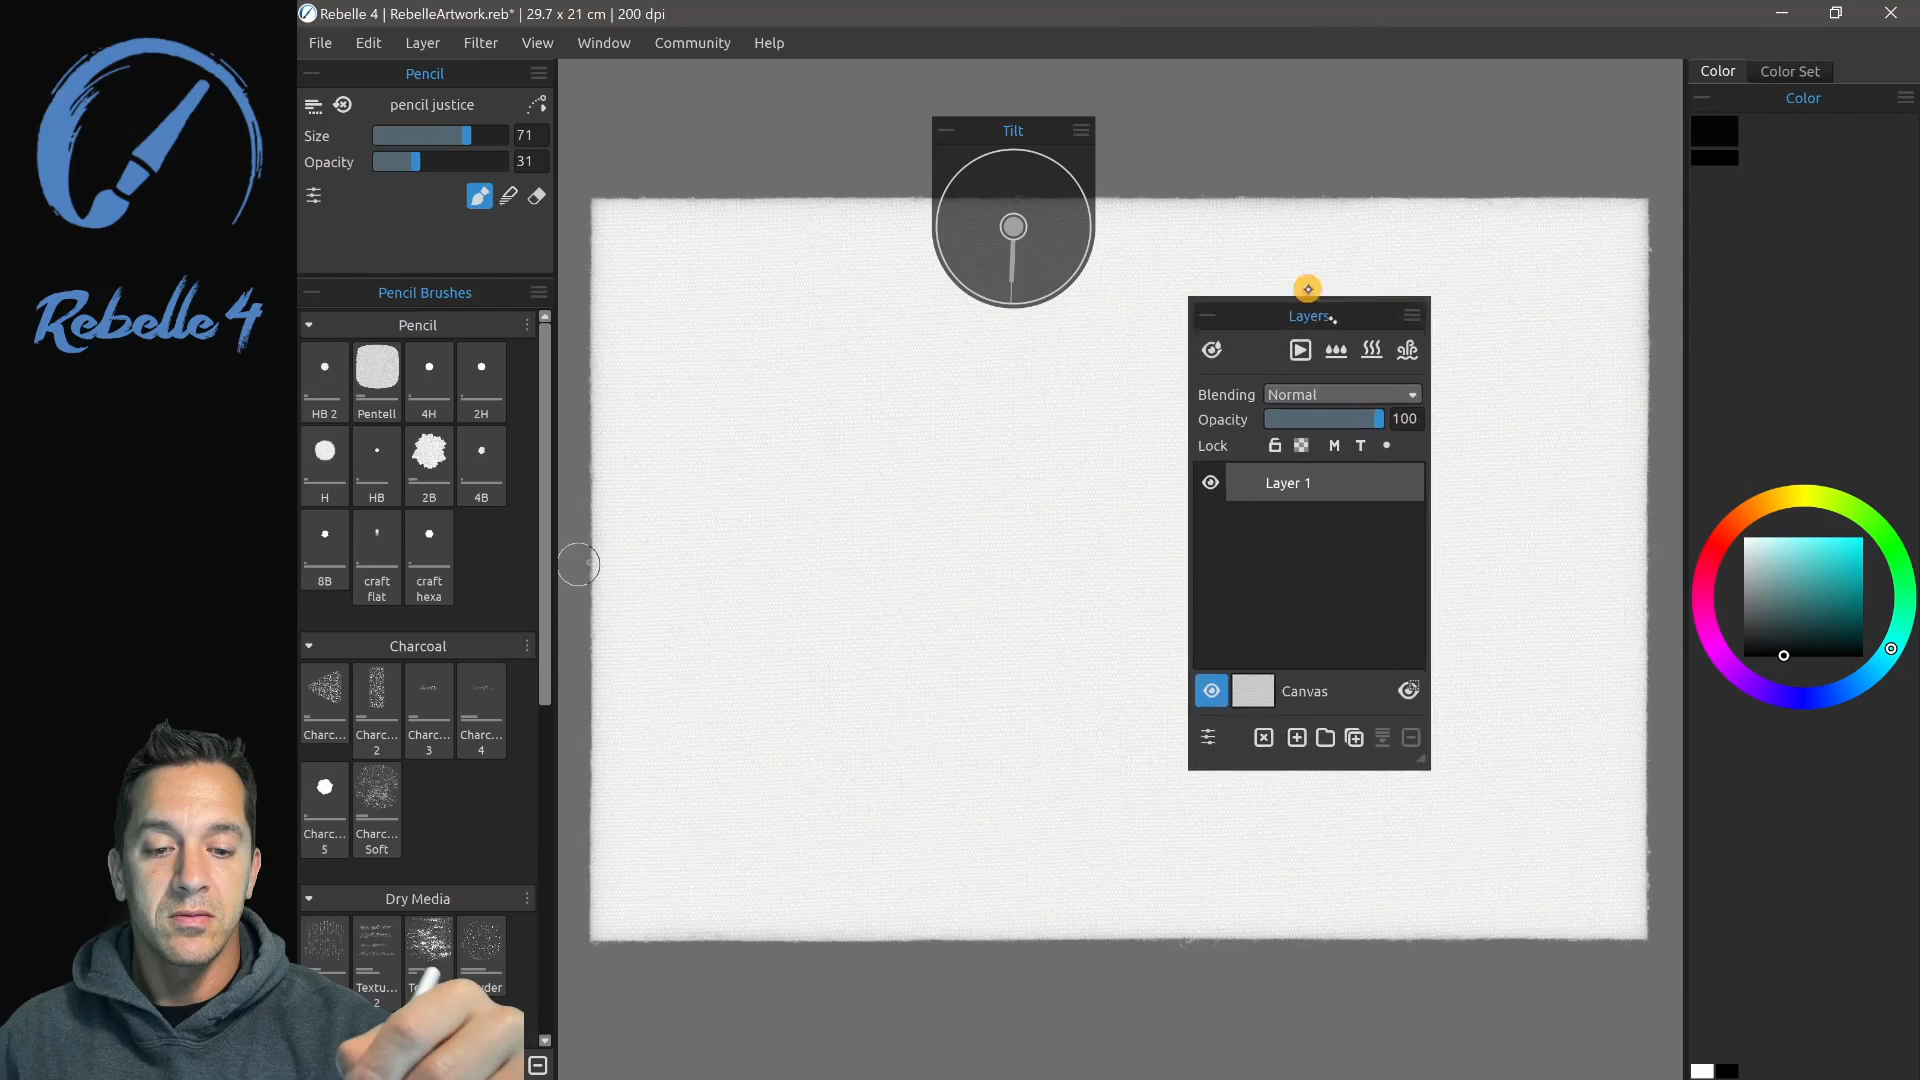 Rebelle 4 | RebelleArtwork.reb* | 29.7 x 21 cm | 200 dpi
File Edit Layer Filter View Window Community Help
Rebelle 4
Pencil
pencil justice
Size 71
Opacity 31
Pencil Brushes
Pencil
HB 2 Pentell 4H 2H
H HB 2B 4B
8B craft flat craft hexa
Charcoal
Charc... Charc... 2 Charc... 3 Charc... 4
Charc... 5 Charc... Soft
Dry Media
Textu... 2
Tilt
Layers
Blending Normal
Opacity 100
Lock M T
Layer 1
Canvas
Color Color Set
Color